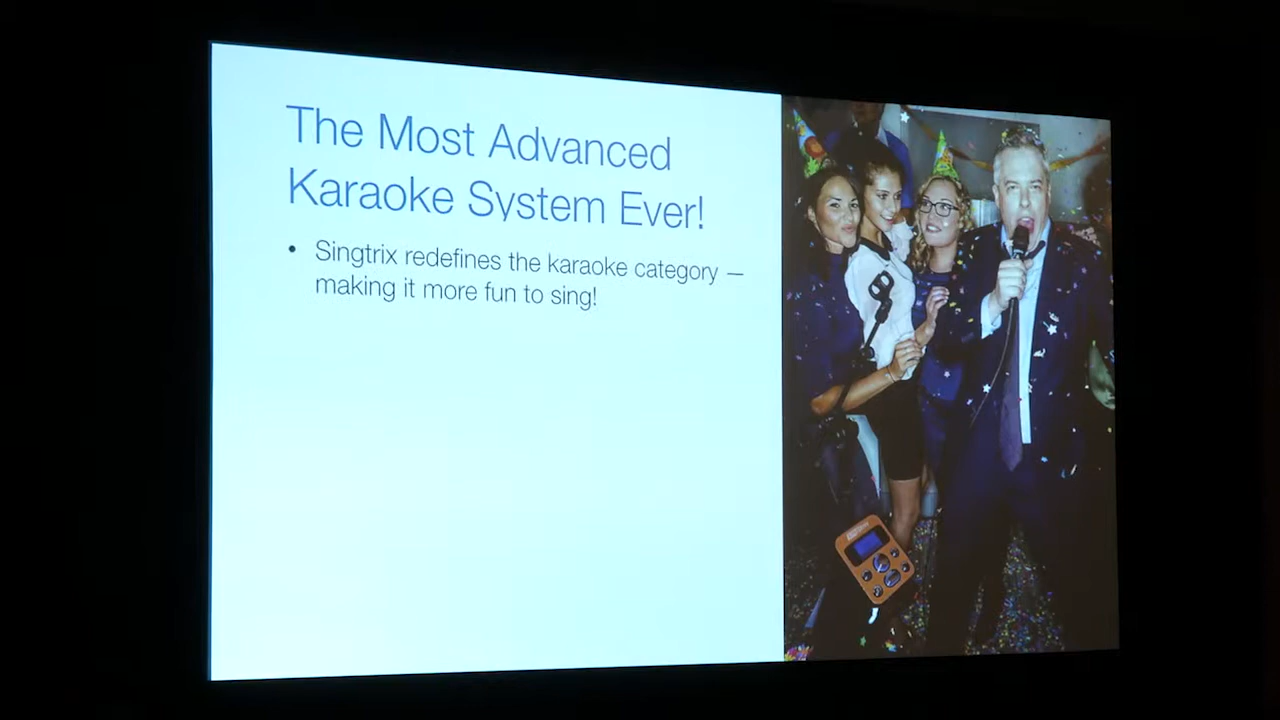 The Most Advanced
Karaoke System Ever!
• Singtrix redefines the karaoke category —
making it more fun to sing!